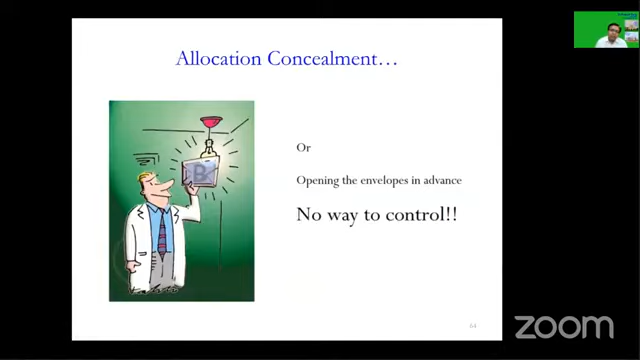 Allocation Concealment…
B
Or
Opening the envelopes in advance
No way to control!!
64
zoom